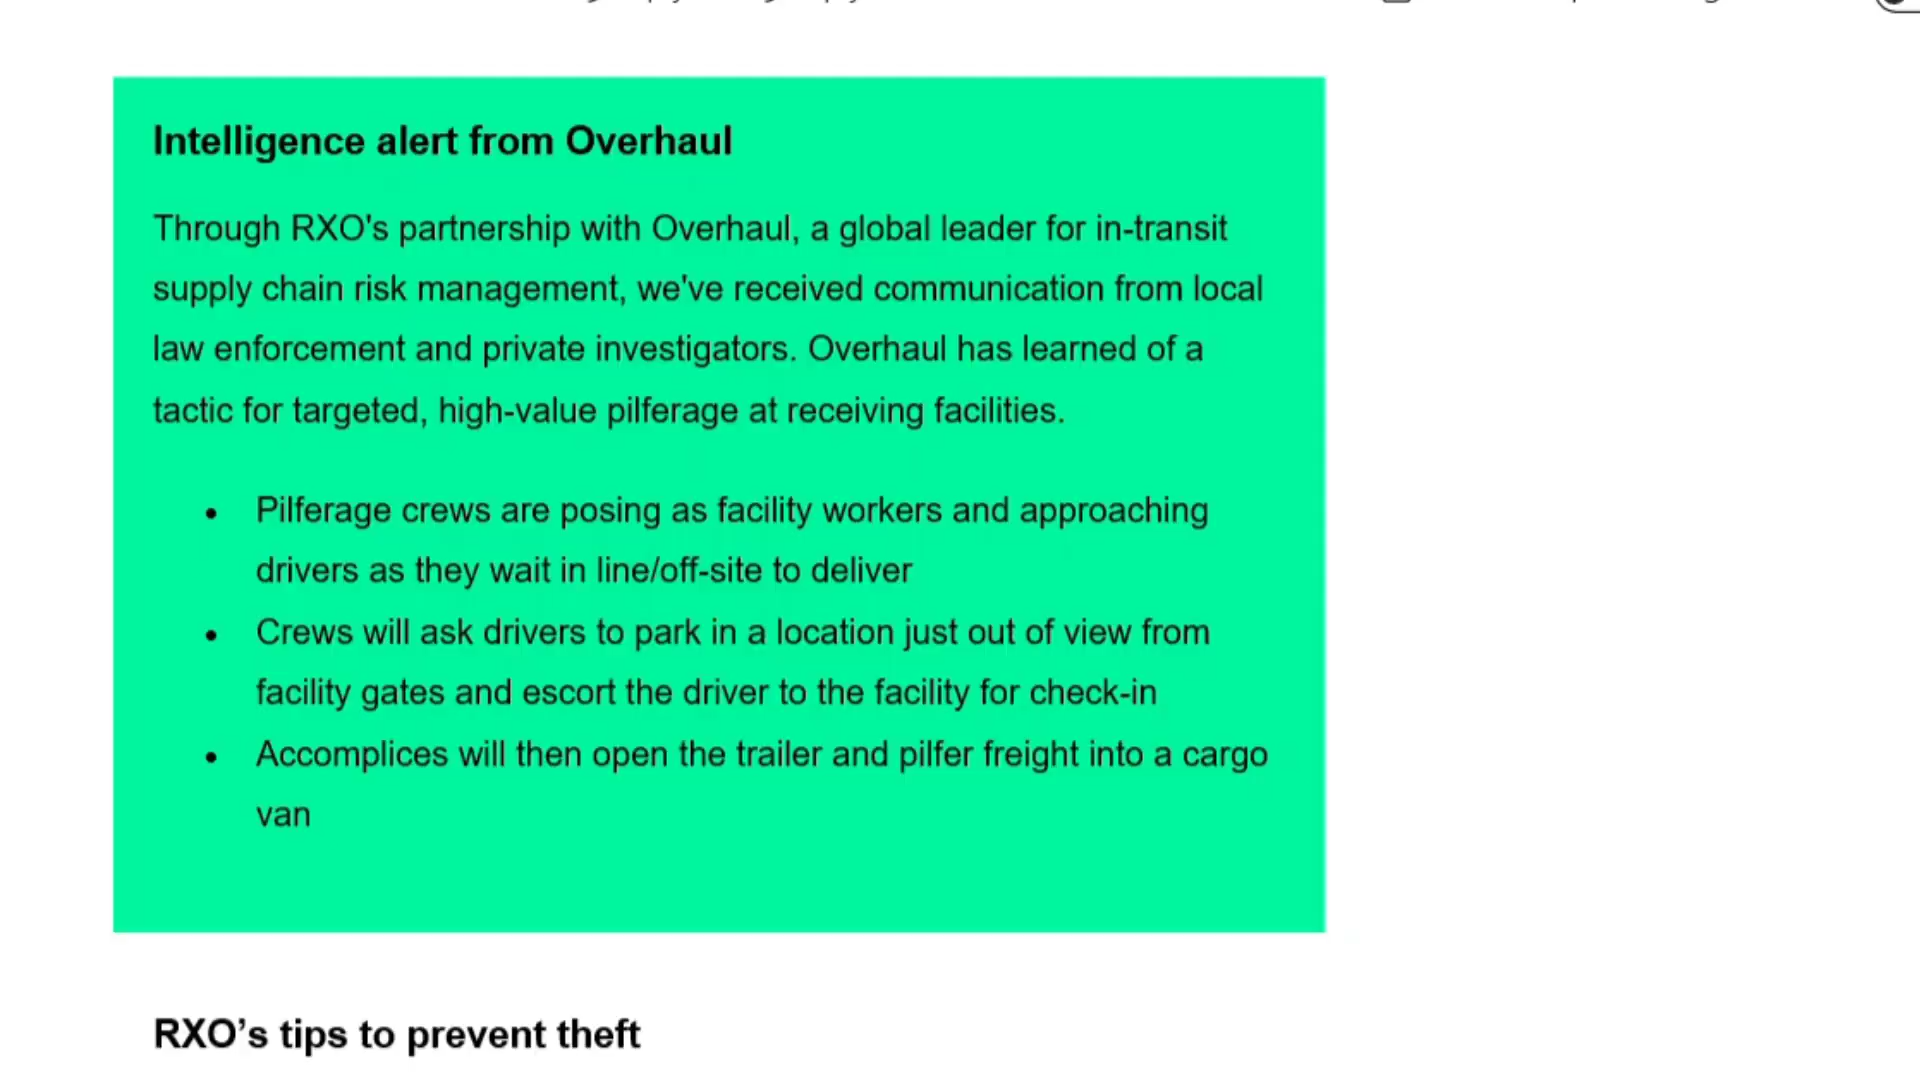 Intelligence alert from Overhaul
Through RXO's partnership with Overhaul, a global leader for in-transit
supply chain risk management, we've received communication from local
law enforcement and private investigators. Overhaul has learned of a
tactic for targeted, high-value pilferage at receiving facilities.
• Pilferage crews are posing as facility workers and approaching
drivers as they wait in line/off-site to deliver
• Crews will ask drivers to park in a location just out of view from
facility gates and escort the driver to the facility for check-in
• Accomplices will then open the trailer and pilfer freight into a cargo
van
RXO’s tips to prevent theft